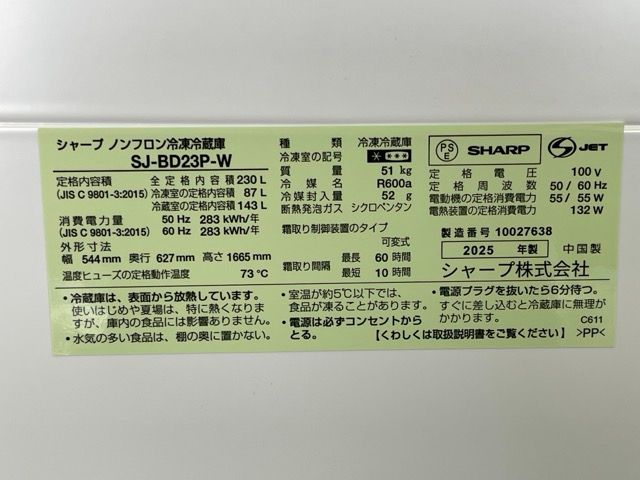 シャープ ノンフロン冷凍冷蔵庫
SJ-BD23P-W
定格内容積 全定格内容積 230 L
(JIS C 9801-3:2015) 冷凍室の定格内容積 87 L
冷蔵室の定格内容積 143 L
消費電力量 50 Hz 283 kWh/年
(JIS C 9801-3:2015) 60 Hz 283 kWh/年
外形寸法
幅 544 mm 奥行 627 mm 高さ 1665 mm
温度ヒューズの定格動作温度 73 ℃
種類 冷凍冷蔵庫
冷凍室の記号
質量 51 kg
冷媒名 R600a
冷媒封入量 52 g
断熱発泡ガス シクロペンタン
霜取り制御装置のタイプ
可変式
霜取り間隔 最長 60 時間
最短 10 時間
PS
E
SHARP
S JET
定格電圧 100 V
定格周波数 50 / 60 Hz
電動機の定格消費電力 55 / 55 W
電熱装置の定格消費電力 132 W
製造番号 10027638
2025 年製 中国製
シャープ株式会社
・冷蔵庫は、表面から放熱しています。
使いはじめや夏場は、特に熱くなりま
すが、庫内の食品には影響ありません。
・水気の多い食品は、棚の奥に置かない。
・室温が約5℃以下では、
食品が凍ることがあります。
・電源は必ずコンセントから
とる。
・電源プラグを抜いたら6分待つ。
すぐに差し込むと冷蔵庫に無理が
かかります。
C611
【くわしくは取扱説明書をご覧ください】 >PP<